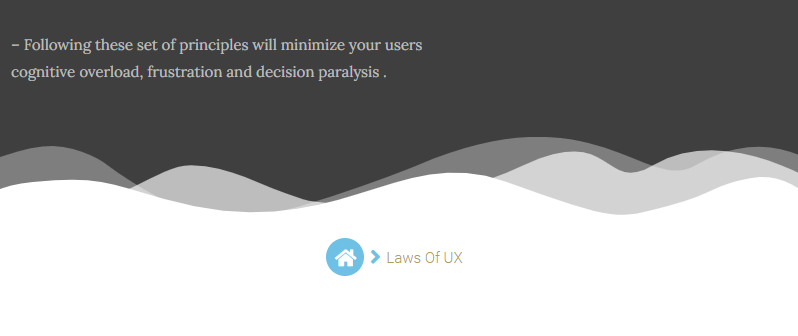 – Following these set of principles will minimize your users
cognitive overload, frustration and decision paralysis .
Laws Of UX